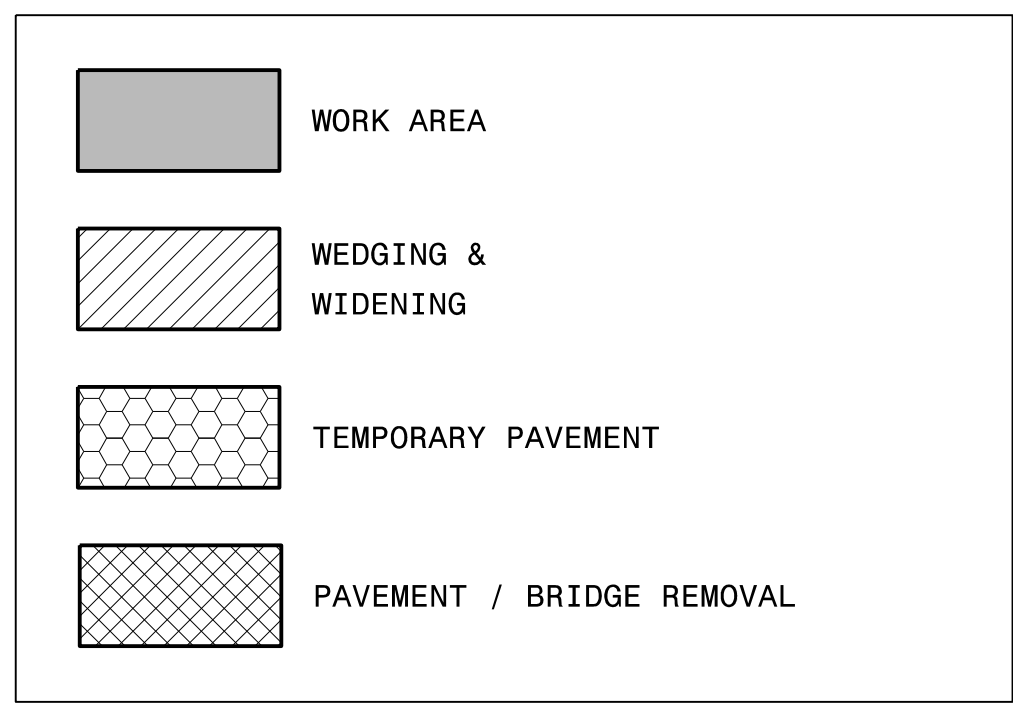 WORK AREA
WEDGING &
WIDENING
TEMPORARY PAVEMENT
PAVEMENT / BRIDGE REMOVAL